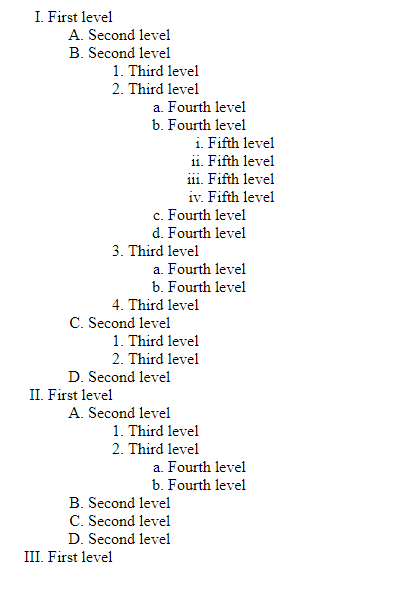 I. First level
A. Second level
B. Second level
1. Third level
2. Third level
a. Fourth level
b. Fourth level
i. Fifth level
ii. Fifth level
iii. Fifth level
iv. Fifth level
c. Fourth level
d. Fourth level
3. Third level
a. Fourth level
b. Fourth level
4. Third level
C. Second level
1. Third level
2. Third level
D. Second level
II. First level
A. Second level
1. Third level
2. Third level
a. Fourth level
b. Fourth level
B. Second level
C. Second level
D. Second level
III. First level